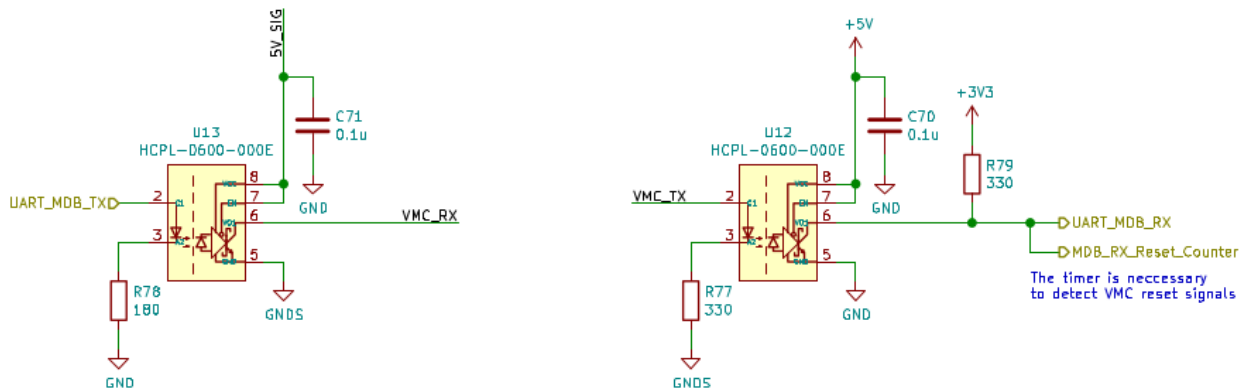 5V_SIG
C71
0.1u
GND
U13
HCPL-0600-000E
UART_MDB_TX
2
3
8
7
6
5
VMC_RX
R78
180
GND
GNDS
+5V
C70
0.1u
GND
+3V3
R79
330
U12
HCPL-0600-000E
VMC_TX
2
3
8
7
6
5
UART_MDB_RX
MDB_RX_Reset_Counter
The timer is neccessary
to detect VMC reset signals
R77
330
GNDS
GND